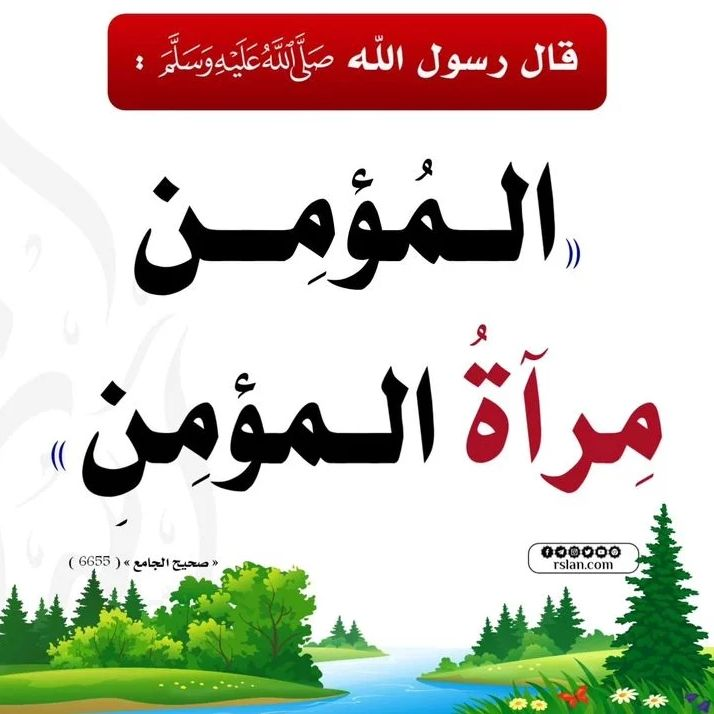 قال رسول الله صَلَّى اللَّهُ عَلَيْهِ وَسَلَّمَ :
« المُؤمِن
مِرآةُ المؤمِنِ »
« صحيح الجامع » ( 6655 )
rslan.com